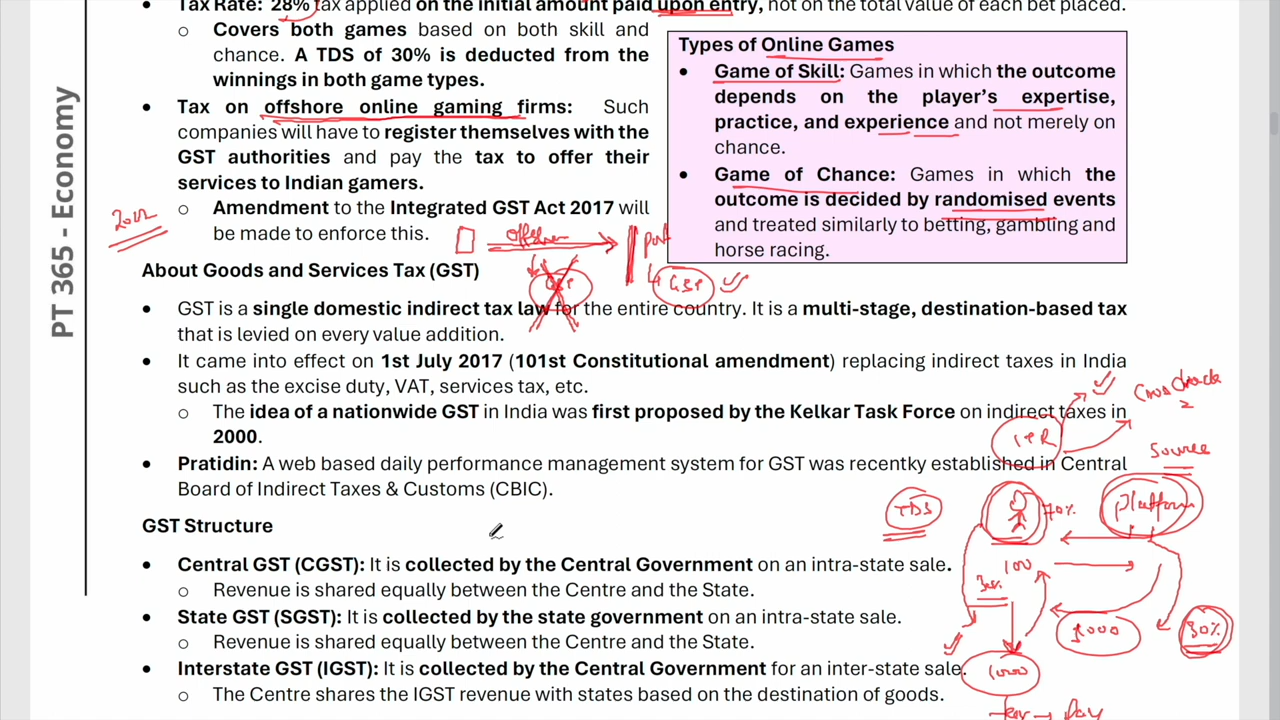 Tax Rate: 28% tax applied on the initial amount paid upon entry, not on the total value of each bet placed.
Covers both games based on both skill and
chance. A TDS of 30% is deducted from the
winnings in both game types.
Tax on offshore online gaming firms: Such
companies will have to register themselves with the
GST authorities and pay the tax to offer their
services to Indian gamers.
Amendment to the Integrated GST Act 2017 will
be made to enforce this.
Types of Online Games
Game of Skill: Games in which the outcome
depends on the player's expertise,
practice, and experience and not merely on
chance.
Game of Chance: Games in which the
outcome is decided by randomised events
and treated similarly to betting, gambling and
horse racing.
PT 365 - Economy
offshore
GST
GST
About Goods and Services Tax (GST)
GST is a single domestic indirect tax law for the entire country. It is a multi-stage, destination-based tax
that is levied on every value addition.
It came into effect on 1st July 2017 (101st Constitutional amendment) replacing indirect taxes in India
such as the excise duty, VAT, services tax, etc.
The idea of a nationwide GST in India was first proposed by the Kelkar Task Force on indirect taxes in
2000.
Pratidin: A web based daily performance management system for GST was recentky established in Central
Board of Indirect Taxes & Customs (CBIC).
Source
TDS
70%
Platform
100
1000
30%
1000
GST Structure
Central GST (CGST): It is collected by the Central Government on an intra-state sale.
Revenue is shared equally between the Centre and the State.
State GST (SGST): It is collected by the state government on an intra-state sale.
Revenue is shared equally between the Centre and the State.
Interstate GST (IGST): It is collected by the Central Government for an inter-state sale.
The Centre shares the IGST revenue with states based on the destination of goods.